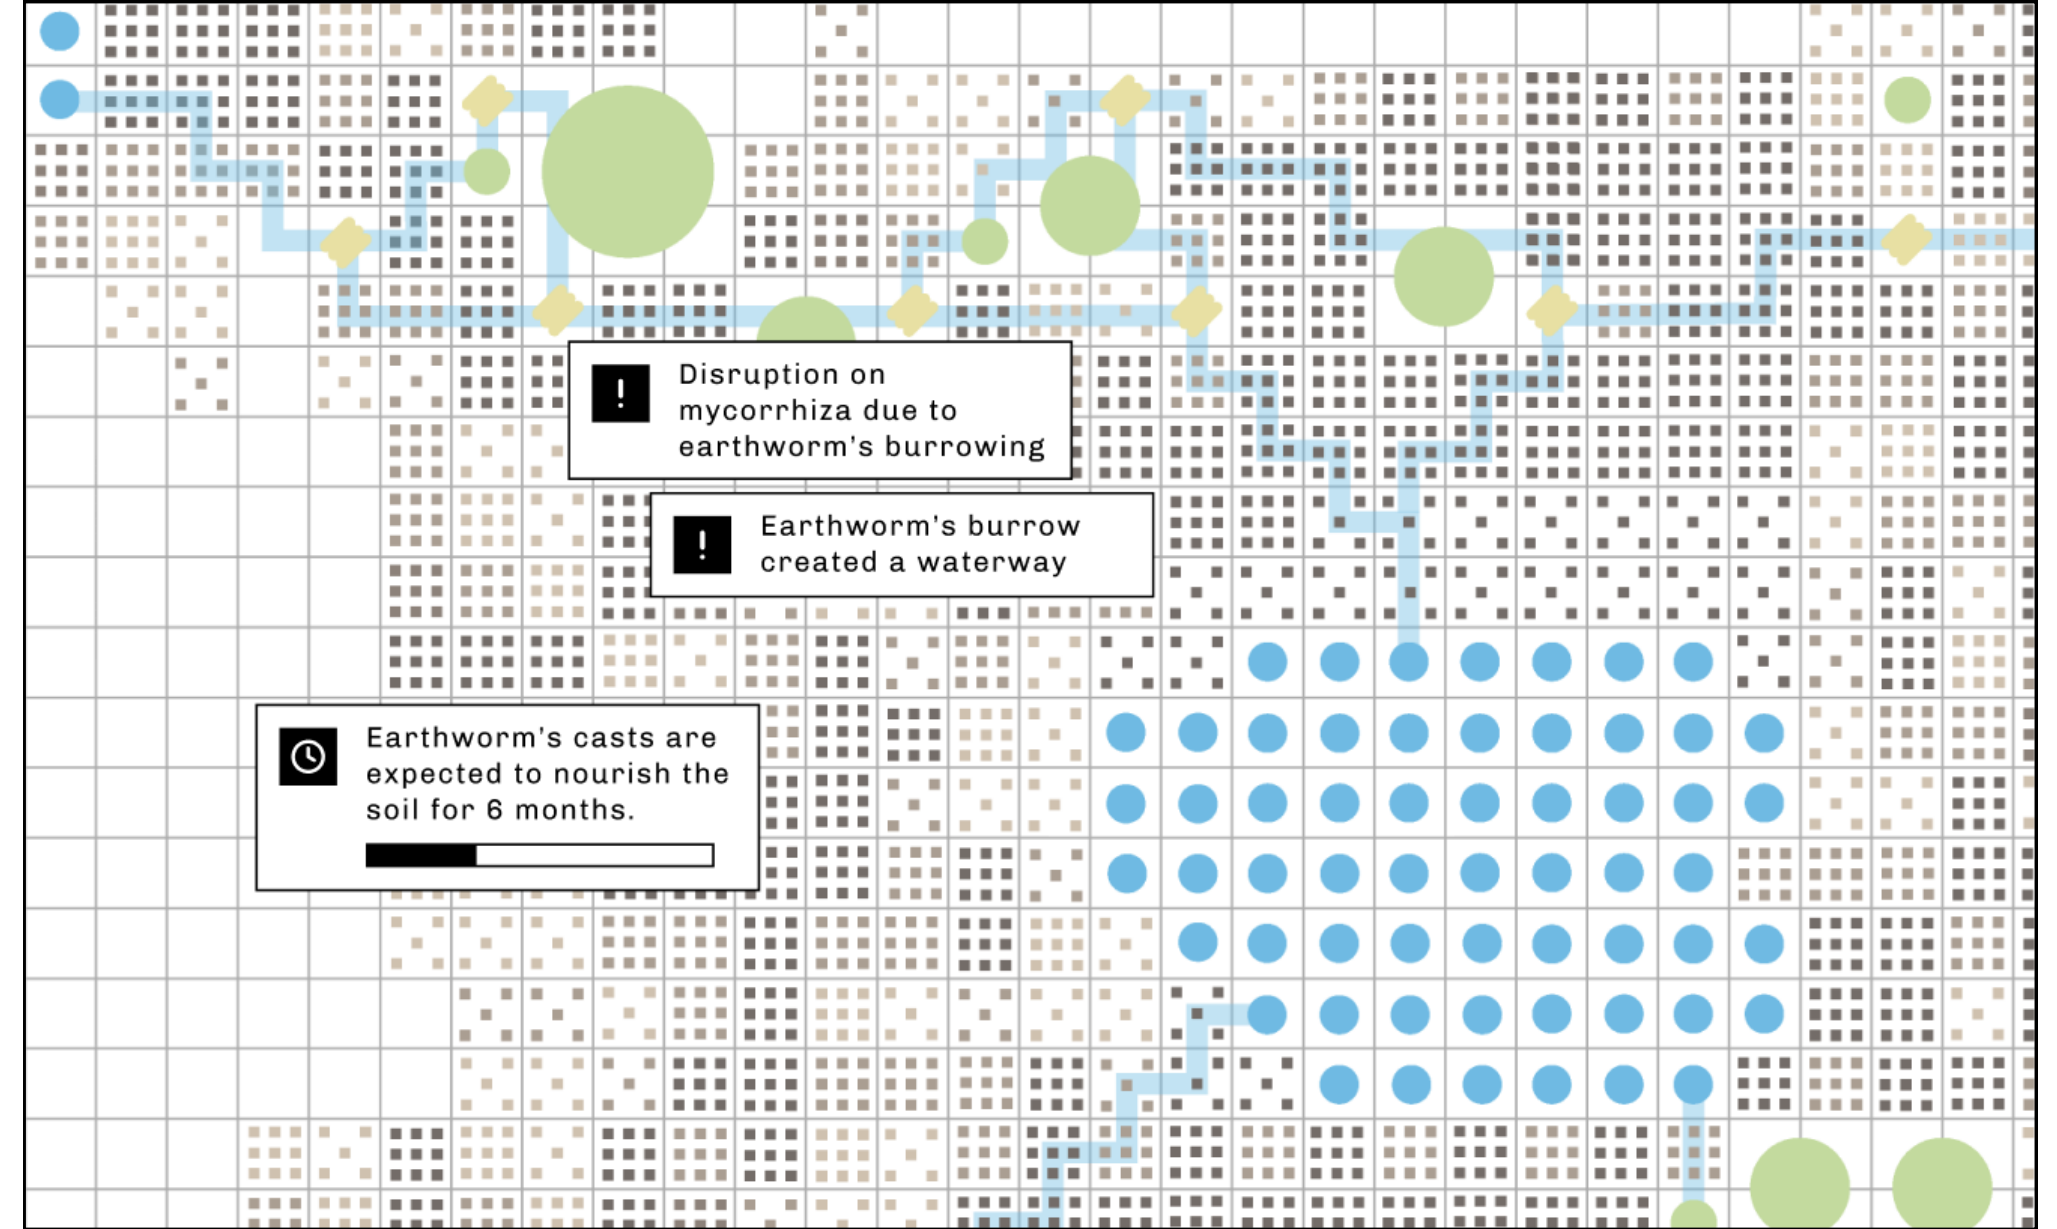 Disruption on
mycorrhiza due to
earthworm's burrowing
Earthworm's burrow
created a waterway
Earthworm's casts are
expected to nourish the
soil for 6 months.